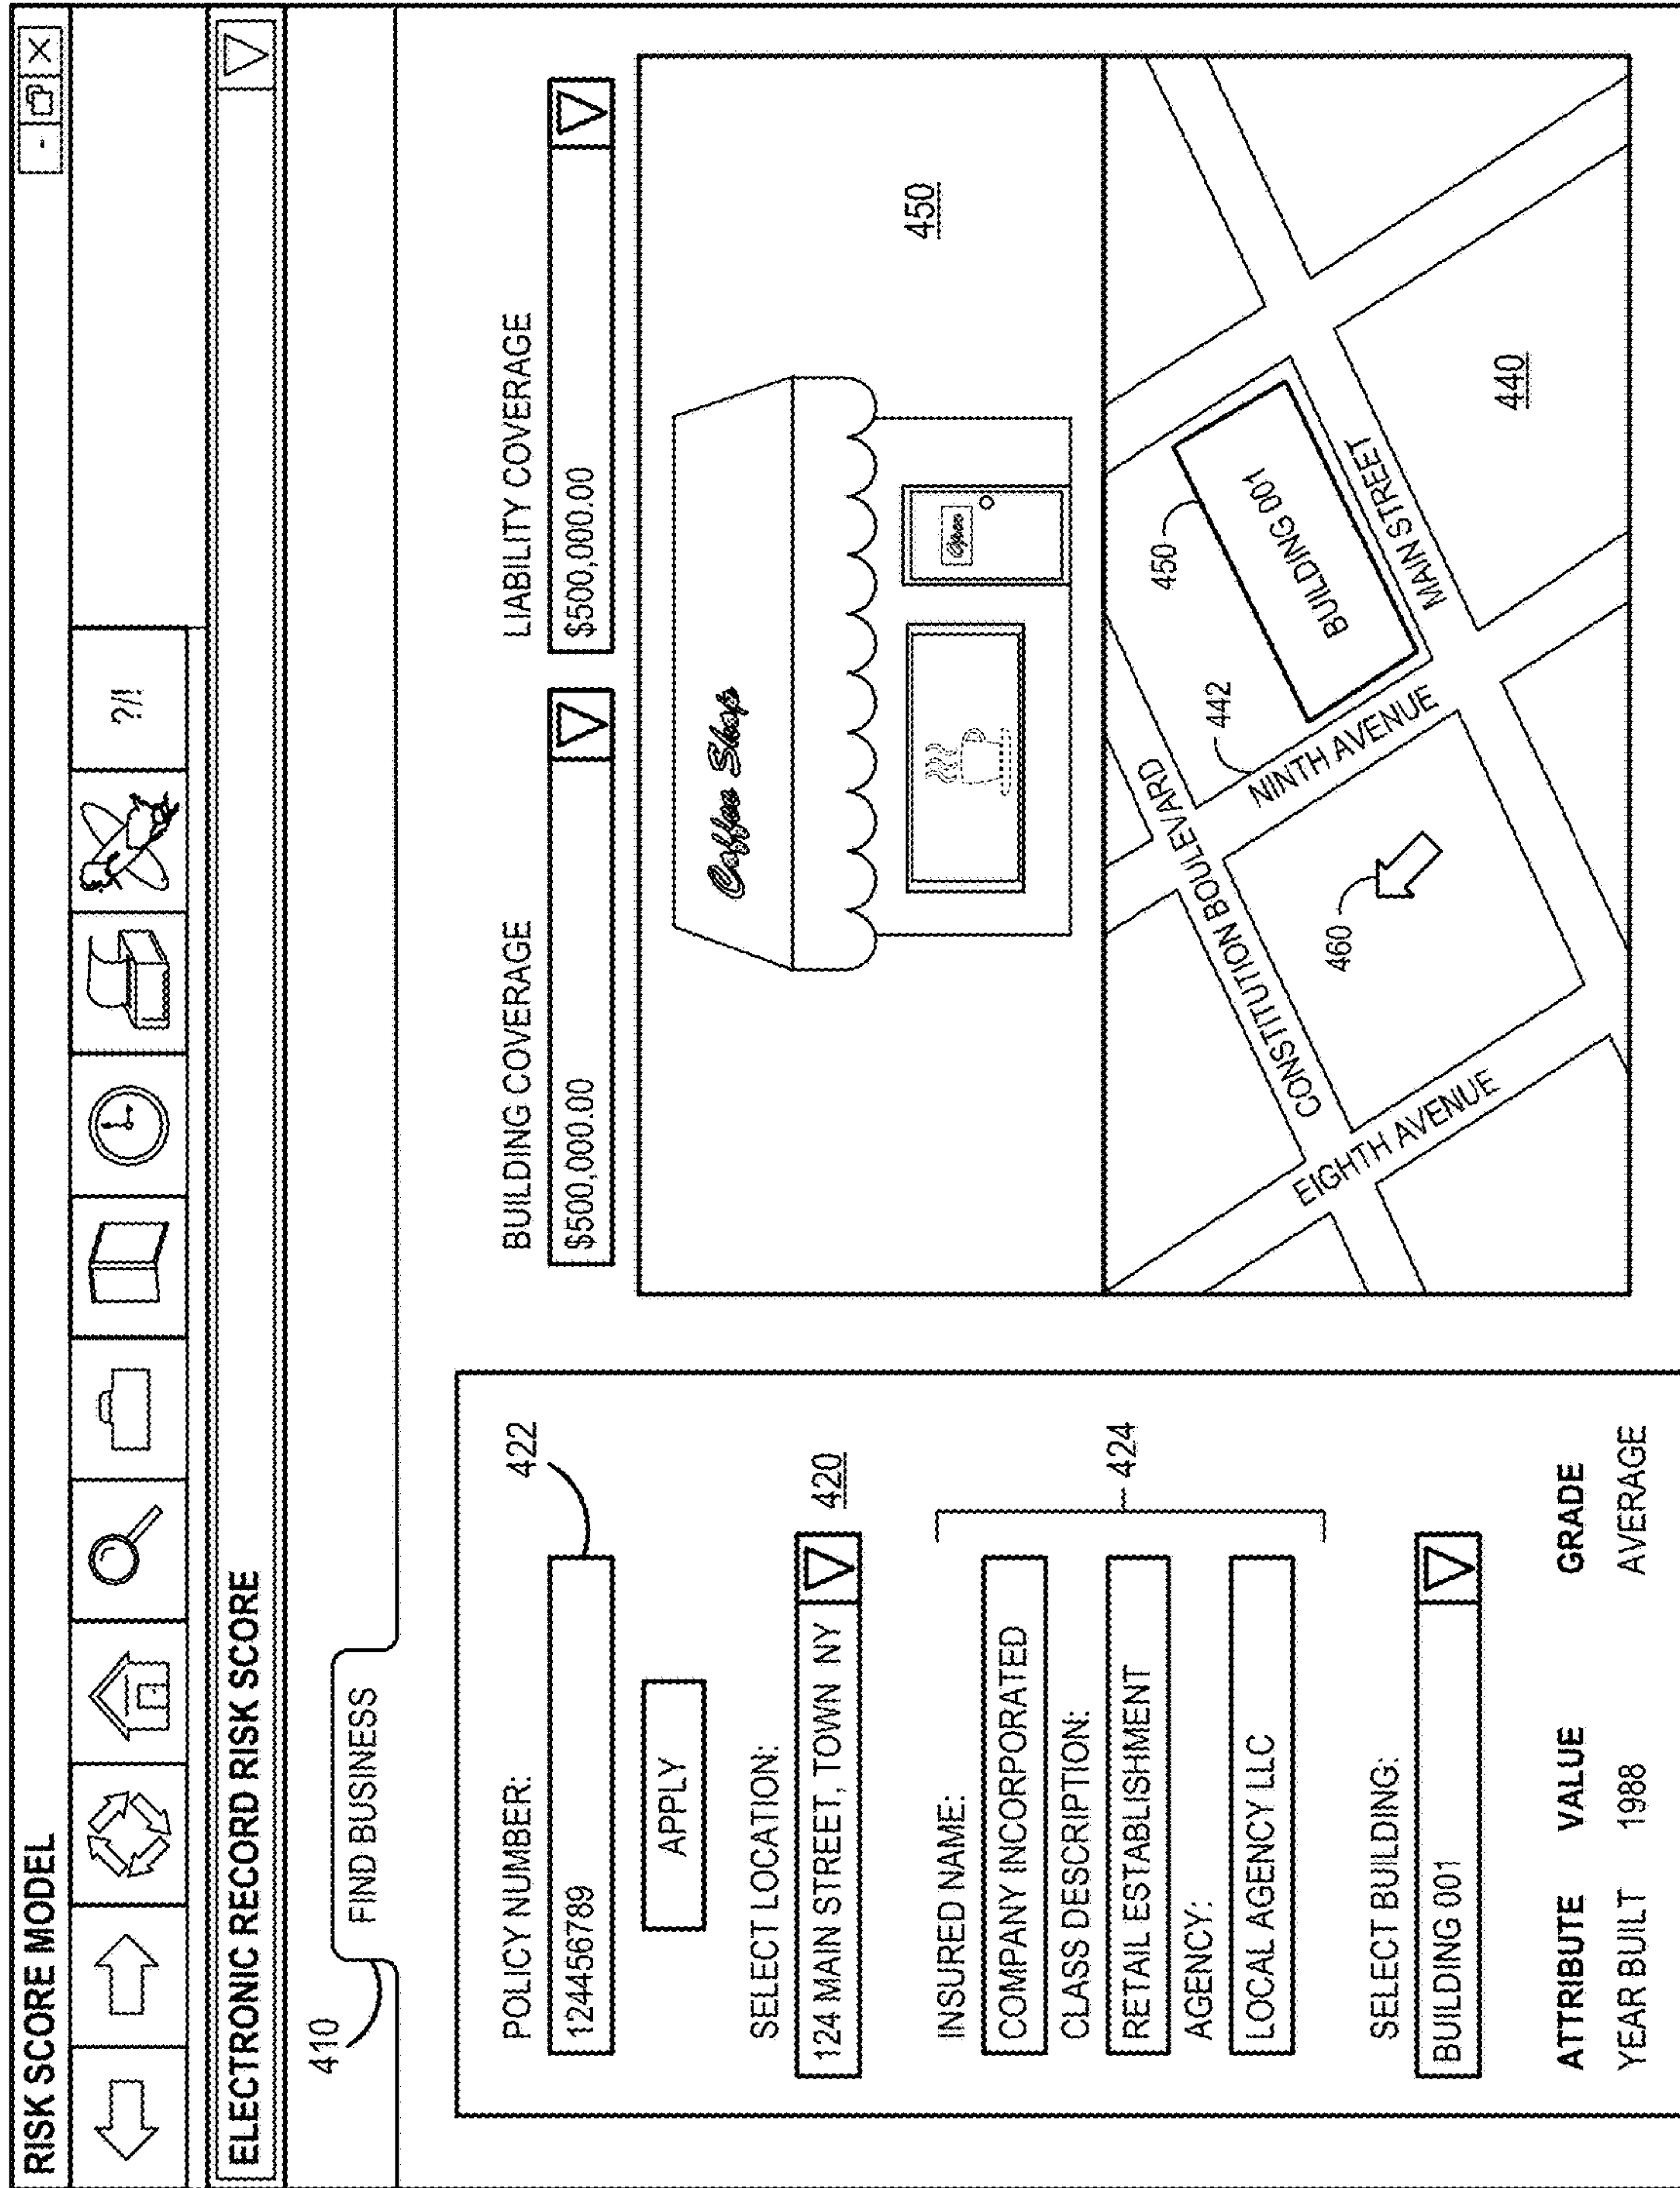 RISK SCORE MODEL
- X
?/!!
ELECTRONIC RECORD RISK SCORE
410
FIND BUSINESS
POLICY NUMBER:
422
124456789
APPLY
SELECT LOCATION:
124 MAIN STREET, TOWN NY
420
INSURED NAME:
COMPANY INCORPORATED
CLASS DESCRIPTION:
424
RETAIL ESTABLISHMENT
AGENCY:
LOCAL AGENCY LLC
SELECT BUILDING:
BUILDING 001
ATTRIBUTE VALUE GRADE
YEAR BUILT 1988 AVERAGE
BUILDING COVERAGE
$500,000.00
LIABILITY COVERAGE
$500,000.00
Coffee Shop
Open
450
450
BUILDING 001
442
CONSTITUTION BOULEVARD
NINTH AVENUE
MAIN STREET
460
EIGHTH AVENUE
440